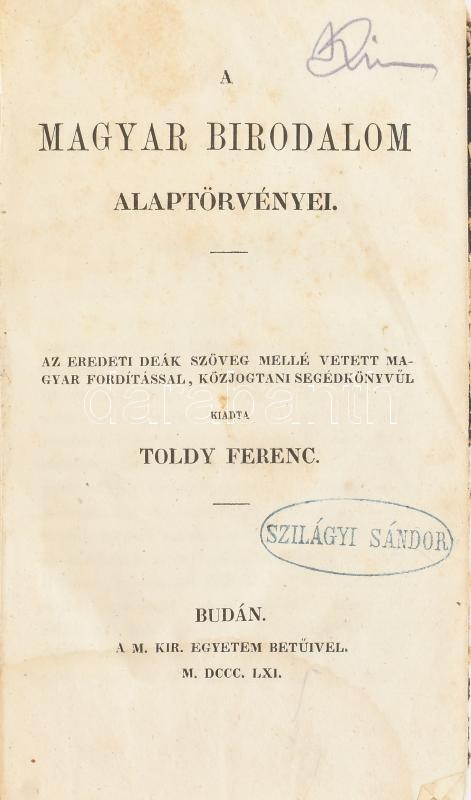 A
MAGYAR BIRODALOM
ALAPTÖRVÉNYEI.
AZ EREDETI DEÁK SZÖVEG MELLÉ VETETT MA-
GYAR FORDÍTÁSSAL, KÖZJOGTANI SEGÉDKÖNYVŰL
darabanth
KIADTA
TOLDY FERENC.
SZILÁGYI SÁNDOR
BUDÁN.
A M. KIR. EGYETEM BETŰIVEL.
M. DCCC. LXI.